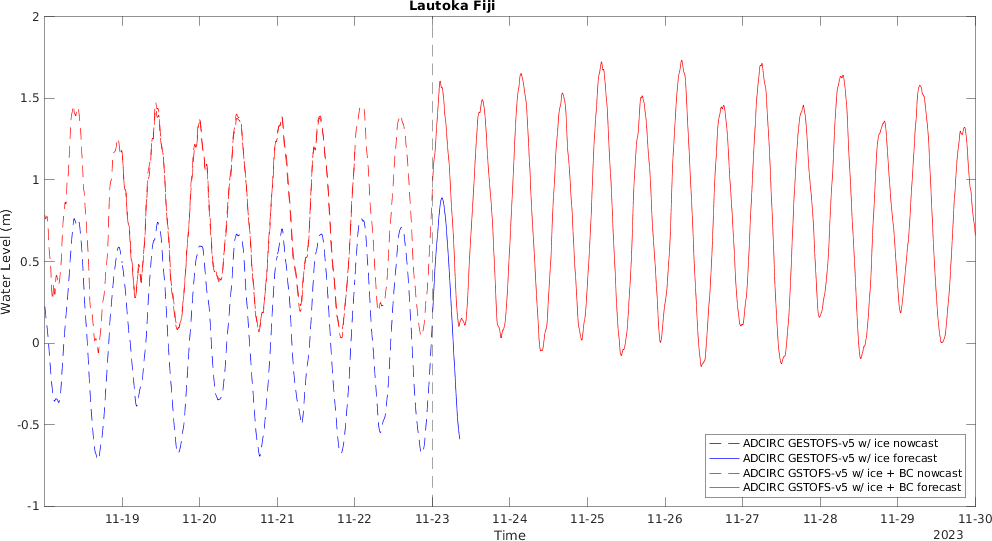 Lautoka Fiji
2
1.5
1
0.5
0
-0.5
-1
Water Level (m)
11-19 11-20 11-21 11-22 11-23 11-24 11-25 11-26 11-27 11-28 11-29 11-30
Time
2023
ADCIRC GESTOFS-v5 w/ ice nowcast
ADCIRC GESTOFS-v5 w/ ice forecast
ADCIRC GSTOFS-v5 w/ ice + BC nowcast
ADCIRC GSTOFS-v5 w/ ice + BC forecast